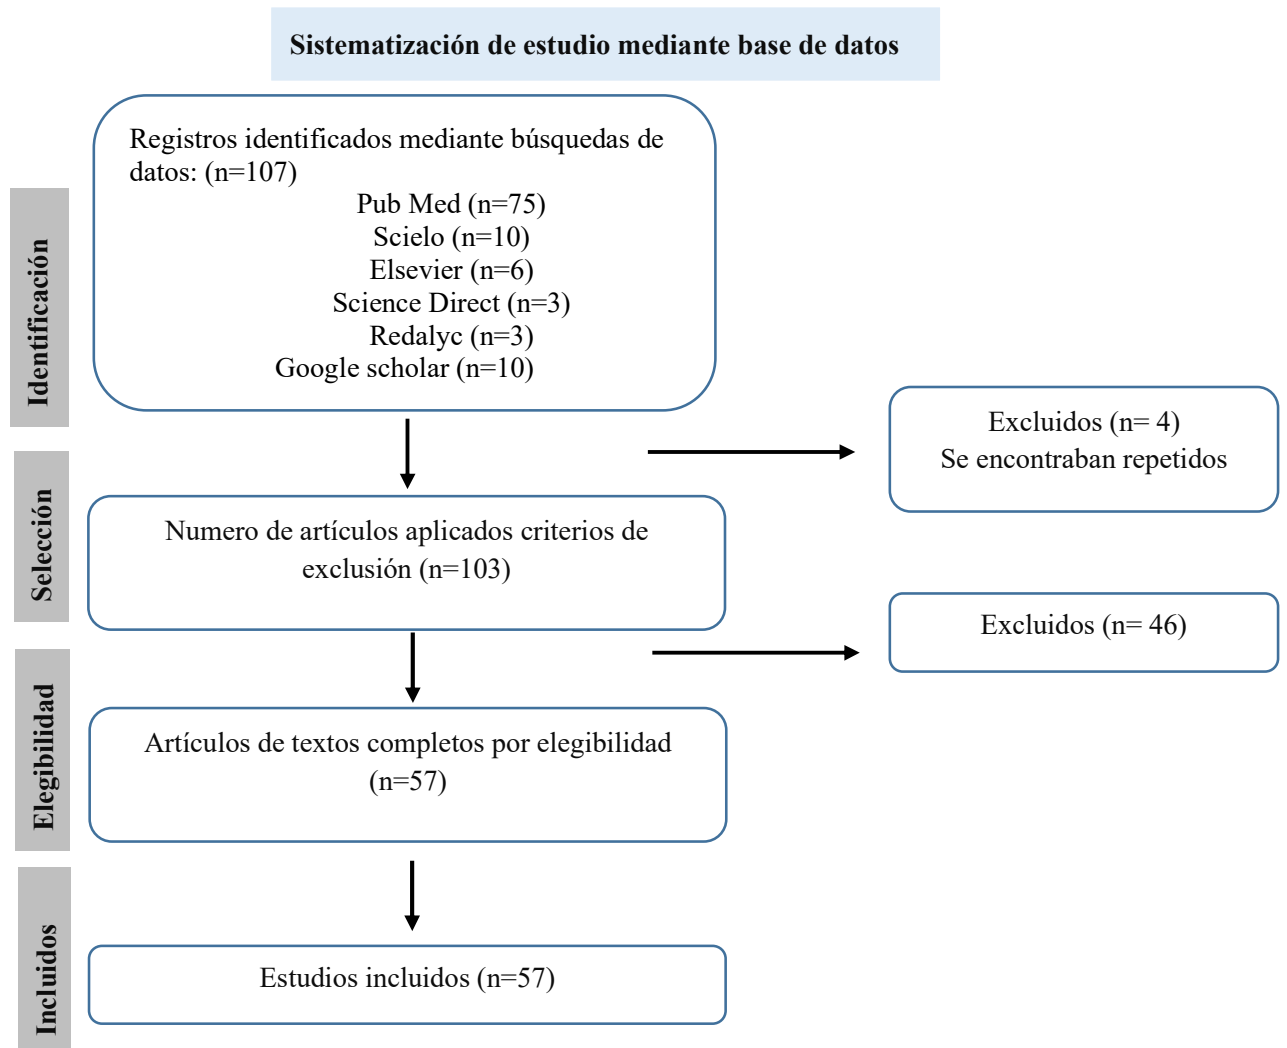 Sistematización de estudio mediante base de datos
Registros identificados mediante búsquedas de
datos: (n=107)
Pub Med (n=75)
Scielo (n=10)
Elsevier (n=6)
Science Direct (n=3)
Redalyc (n=3)
Google scholar (n=10)
Identificación
Excluidos (n= 4)
Se encontraban repetidos
Selección
Numero de artículos aplicados criterios de
exclusión (n=103)
Excluidos (n= 46)
Elegibilidad
Artículos de textos completos por elegibilidad
(n=57)
Incluidos
Estudios incluidos (n=57)